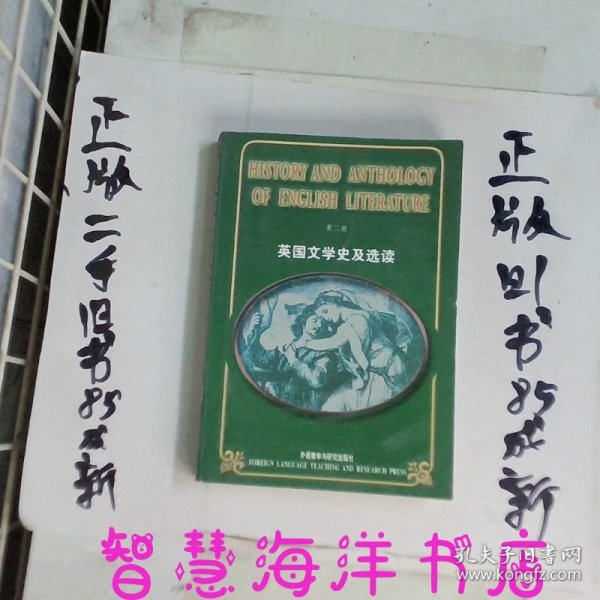 正版二手旧书85成新
HISTORY AND ANTHOLOGY
OF ENGLISH LITERATURE
第二册
英国文学史及选读
外语教学与研究出版社
FOREIGN LANGUAGE TEACHING AND RESEARCH PRESS
正版旧书85成新
智慧海洋书店
孔夫子旧书网
www.kongfz.com